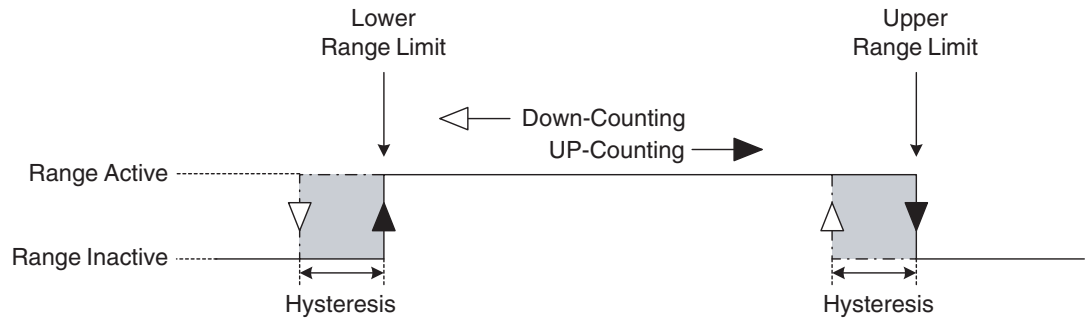 Lower
Range Limit
Upper
Range Limit
Down-Counting
UP-Counting
Range Active
Range Inactive
Hysteresis
Hysteresis